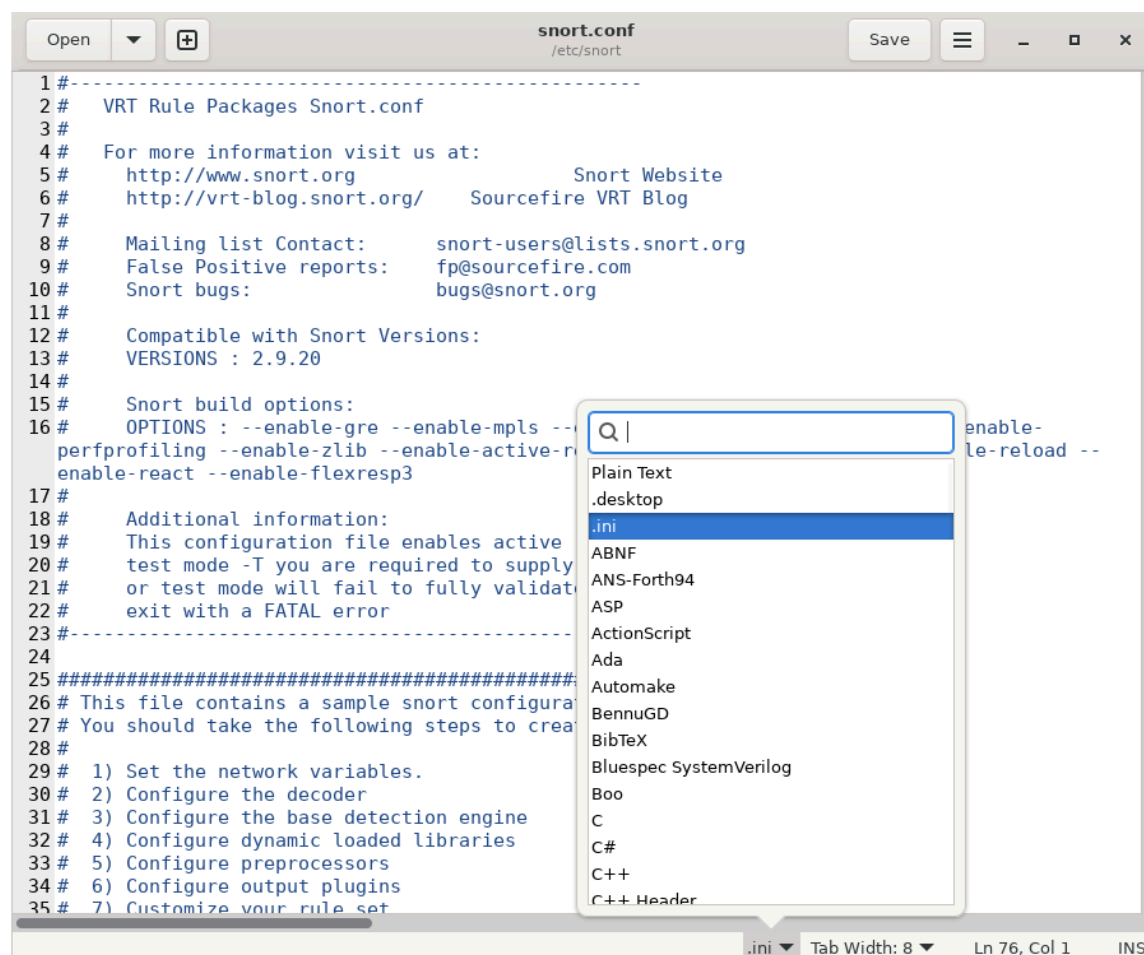 Open
snort.conf
/etc/snort
Save
1 #--------------------------------------------------
2 #   VRT Rule Packages Snort.conf
3 #
4 #   For more information visit us at:
5 #     http://www.snort.org                   Snort Website
6 #     http://vrt-blog.snort.org/    Sourcefire VRT Blog
7 #
8 #     Mailing list Contact:      snort-users@lists.snort.org
9 #     False Positive reports:    fp@sourcefire.com
10 #     Snort bugs:                bugs@snort.org
11 #
12 #     Compatible with Snort Versions:
13 #     VERSIONS : 2.9.20
14 #
15 #     Snort build options:
16 #     OPTIONS : --enable-gre --enable-mpls -- enable-
perfprofiling --enable-zlib --enable-active-r le-reload --
enable-react --enable-flexresp3
17 #
18 #     Additional information:
19 #     This configuration file enables active
20 #     test mode -T you are required to supply
21 #     or test mode will fail to fully validat
22 #     exit with a FATAL error
23 #--------------------------------------------
24
25 #############################################
26 # This file contains a sample snort configura
27 # You should take the following steps to crea
28 #
29 #  1) Set the network variables.
30 #  2) Configure the decoder
31 #  3) Configure the base detection engine
32 #  4) Configure dynamic loaded libraries
33 #  5) Configure preprocessors
34 #  6) Configure output plugins
35 #  7) Customize your rule set
Plain Text
.desktop
.ini
ABNF
ANS-Forth94
ASP
ActionScript
Ada
Automake
BennuGD
BibTeX
Bluespec SystemVerilog
Boo
C
C#
C++
C++ Header
.ini Tab Width: 8 Ln 76, Col 1 INS